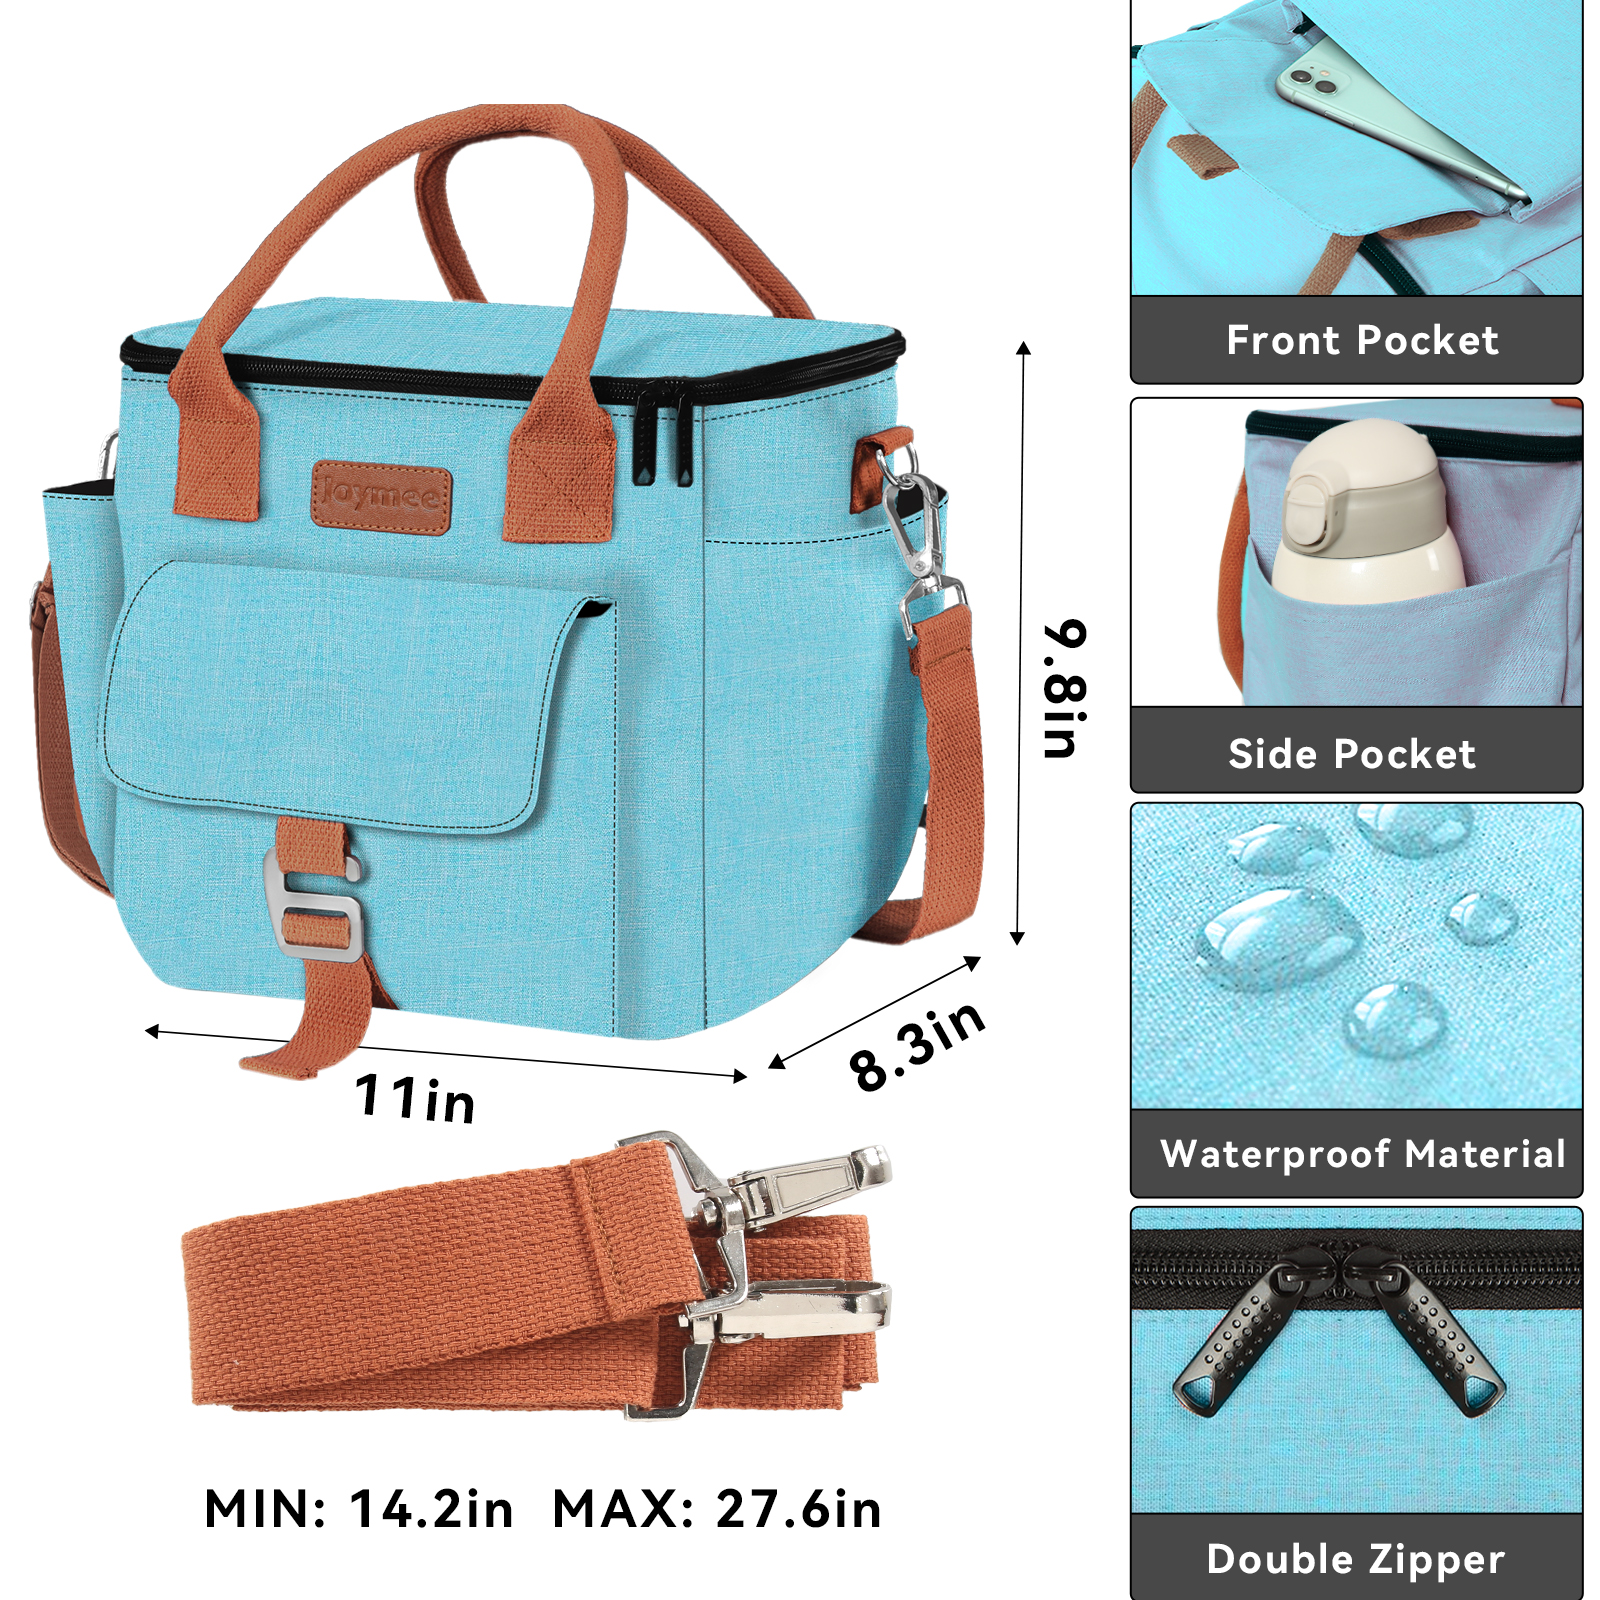 Joymee
9.8in
8.3in
11in
MIN: 14.2in MAX: 27.6in
Front Pocket
Side Pocket
Waterproof Material
Double Zipper